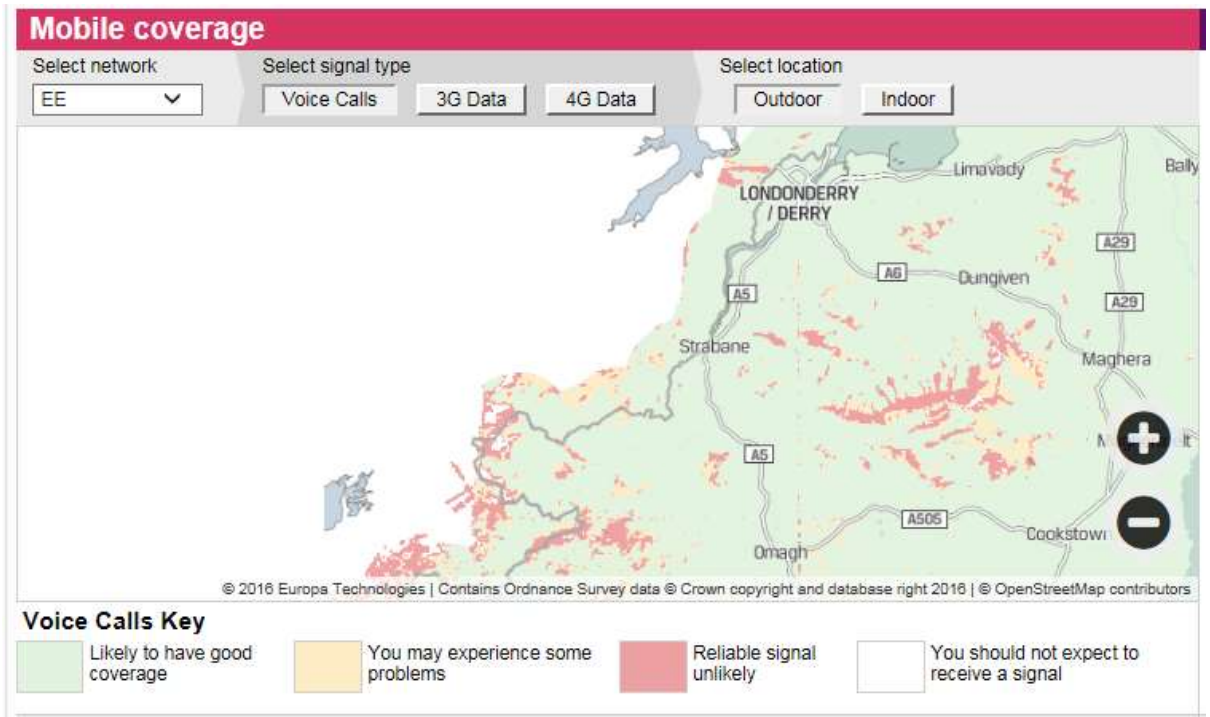 Mobile coverage
Select network
Select signal type
Select location
EE
Voice Calls
3G Data
4G Data
Outdoor
Indoor
Limavady
Bally
LONDONDERRY
/ DERRY
A29
A6
Dungiven
A5
A29
Strabane
Maghera
A5
A505
Cookstow
Omagh
© 2016 Europa Technologies | Contains Ordnance Survey data © Crown copyright and database right 2016 | © OpenStreetMap contributors
Voice Calls Key
Likely to have good
coverage
You may experience some
problems
Reliable signal
unlikely
You should not expect to
receive a signal